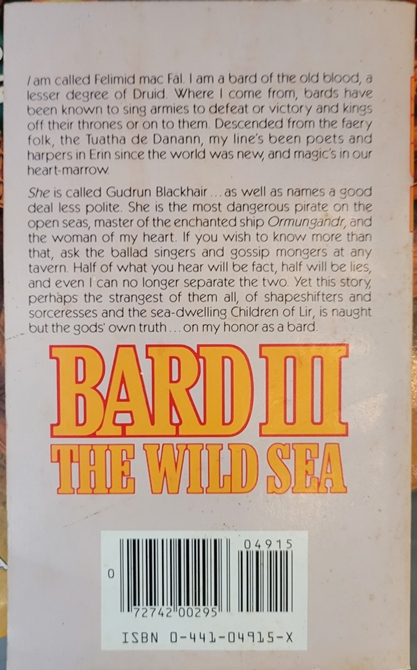 I am called Felimid mac Fal. I am a bard of the old blood, a
lesser degree of Druid. Where I come from, bards have
been known to sing armies to defeat or victory and kings
off their thrones or on to them. Descended from the faery
folk, the Tuatha de Danann, my line's been poets and
harpers in Erin since the world was new, and magic's in our
heart-marrow.
She is called Gudrun Blackhair...as well as names a good
deal less polite. She is the most dangerous pirate on the
open seas, master of the enchanted ship Ormungandr, and
the woman of my heart. If you wish to know more than
that, ask the ballad singers and gossip mongers at any
tavern. Half of what you hear will be fact, half will be lies,
and even I can no longer separate the two. Yet this story,
perhaps the strangest of them all, of shapeshifters and
sorceresses and the sea-dwelling Children of Lir, is naught
but the gods' own truth...on my honor as a bard.
BARD III
THE WILD SEA
04915
0
72742 00295
ISBN 0-441-04915-X